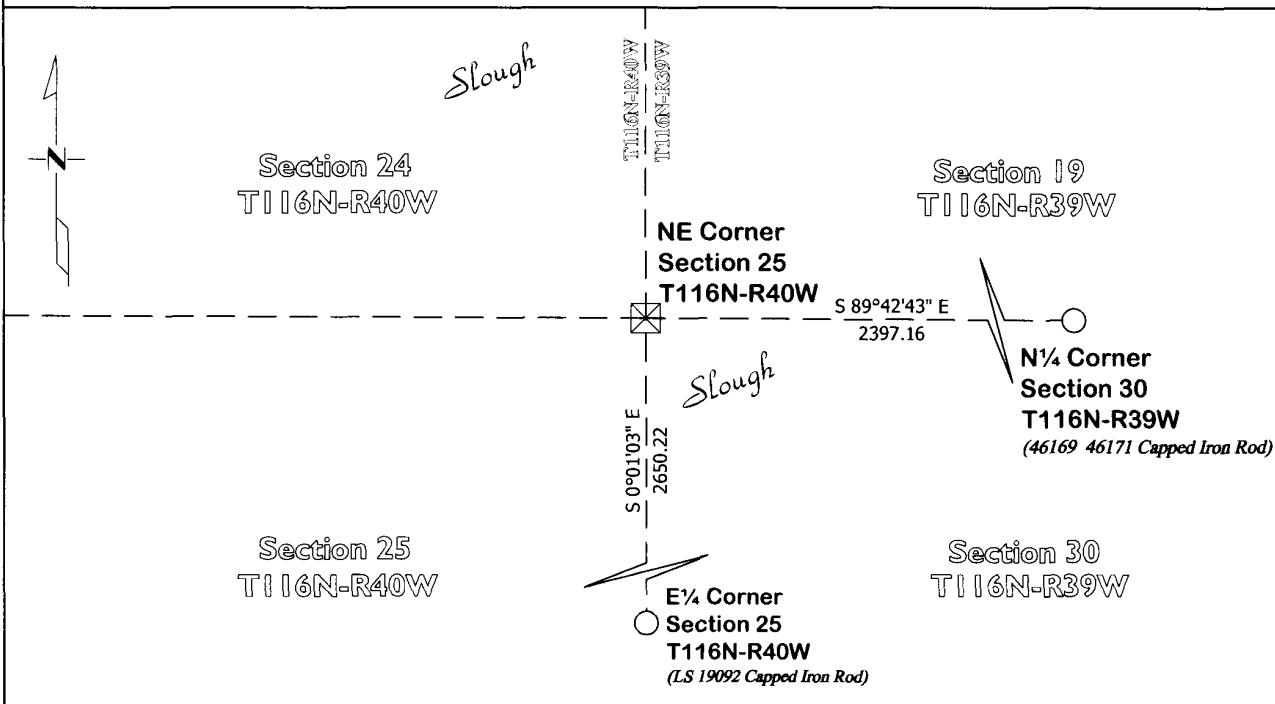 Slough
T116N-R40W
T116N-R39W
N
Section 24
T116N-R40W
Section 19
T116N-R39W
NE Corner
Section 25
T116N-R40W
S 89°42'43" E
2397.16
N¼ Corner
Section 30
T116N-R39W
(46169 46171 Capped Iron Rod)
Slough
S 0°01'03" E
2650.22
Section 25
T116N-R40W
Section 30
T116N-R39W
E¼ Corner
Section 25
T116N-R40W
(LS 19092 Capped Iron Rod)